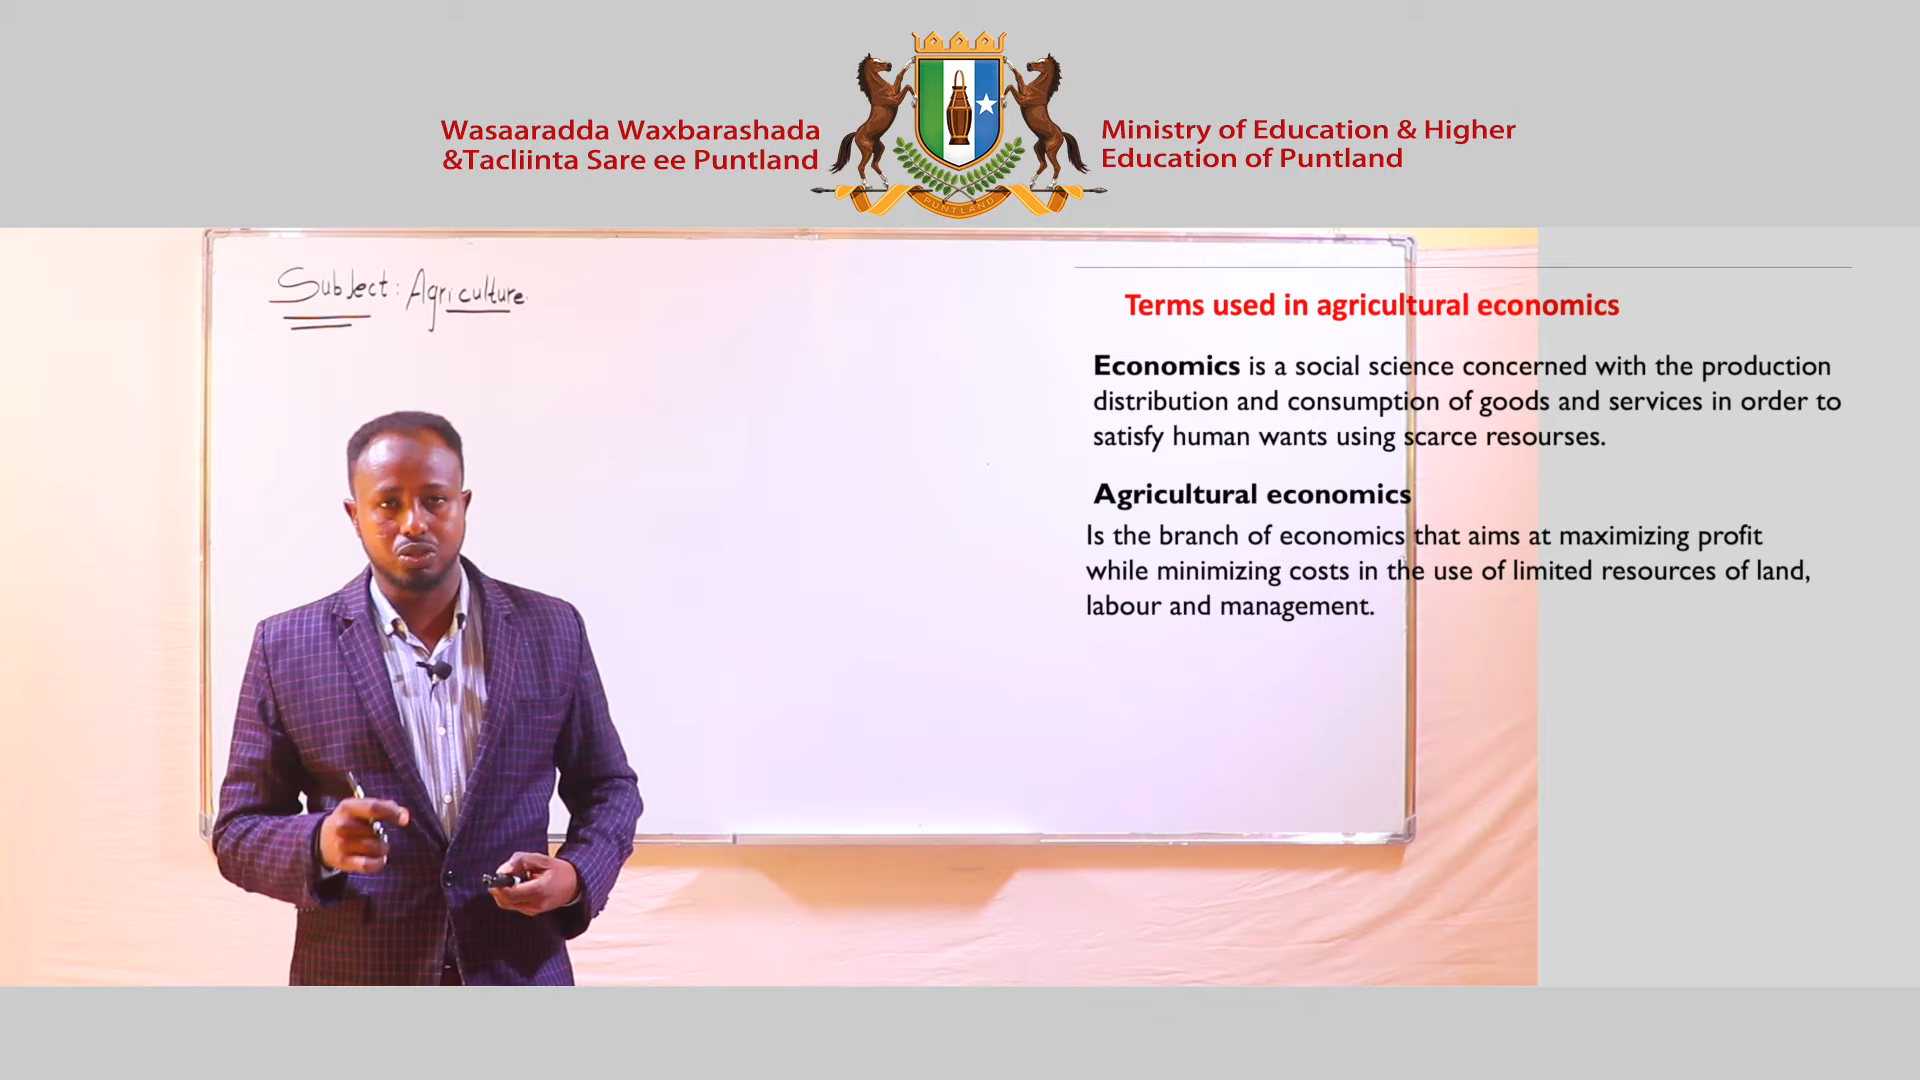 Wasaaradda Waxbarashada
&Tacliinta Sare ee Puntland
PUNTLAND
Ministry of Education & Higher
Education of Puntland
Subject: Agriculture.
Terms used in agricultural economics
Economics is a social science concerned with the production
distribution and consumption of goods and services in order to
satisfy human wants using scarce resourses.
Agricultural economics
Is the branch of economics that aims at maximizing profit
while minimizing costs in the use of limited resources of land,
labour and management.